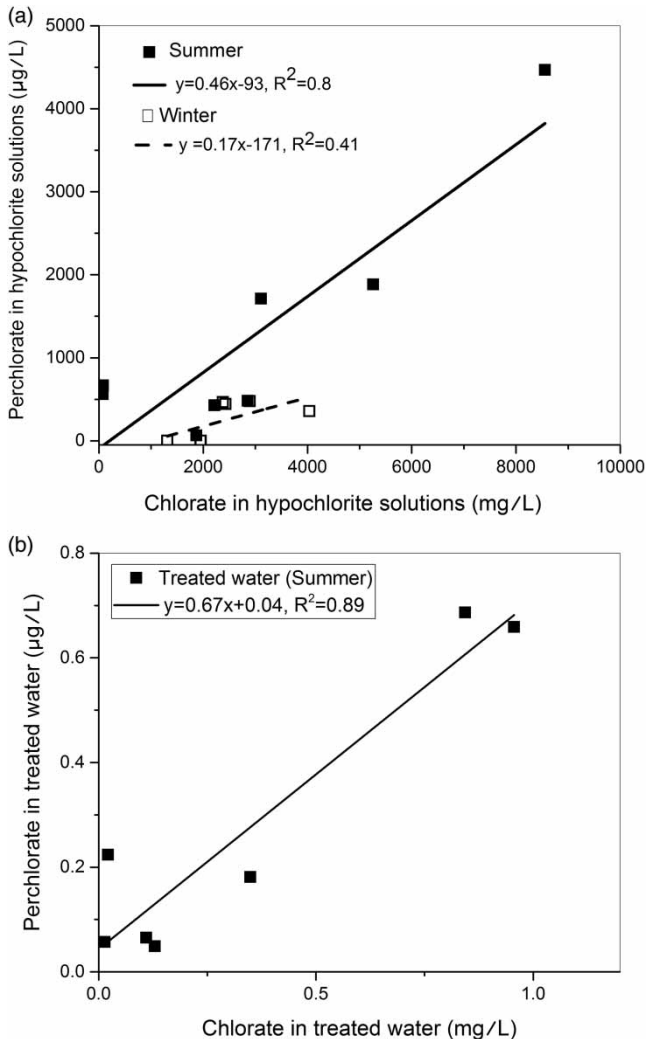 (a)
5000
4000
3000
2000
1000
0
Perchlorate in hypochlorite solutions (µg/L)
Summer
y=0.46x-93, R²=0.8
Winter
y =0.17x-171, R²=0.41
0 2000 4000 6000 8000 10000
Chlorate in hypochlorite solutions (mg/L)
(b)
0.8
0.6
0.4
0.2
0.0
Perchlorate in treated water (µg/L)
Treated water (Summer)
y=0.67x+0.04, R²=0.89
0.0 0.5 1.0
Chlorate in treated water (mg/L)